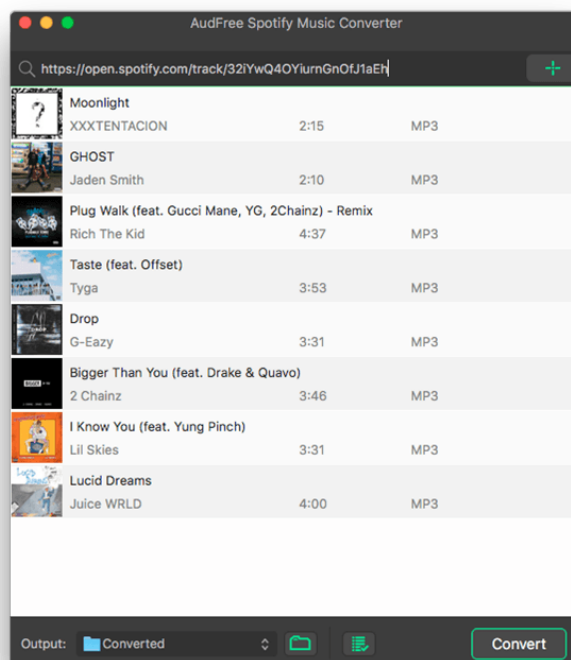 AudFree Spotify Music Converter
https://open.spotify.com/track/32iYwQ4OYiurnGnOfJ1aEh
Moonlight
XXXTENTACION 2:15 MP3
GHOST
Jaden Smith 2:10 MP3
Plug Walk (feat. Gucci Mane, YG, 2Chainz) - Remix
Rich The Kid 4:37 MP3
Taste (feat. Offset)
Tyga 3:53 MP3
Drop
G-Eazy 3:31 MP3
Bigger Than You (feat. Drake & Quavo)
2 Chainz 3:46 MP3
I Know You (feat. Yung Pinch)
Lil Skies 3:31 MP3
Lucid Dreams
Juice WRLD 4:00 MP3
Output: Converted Convert